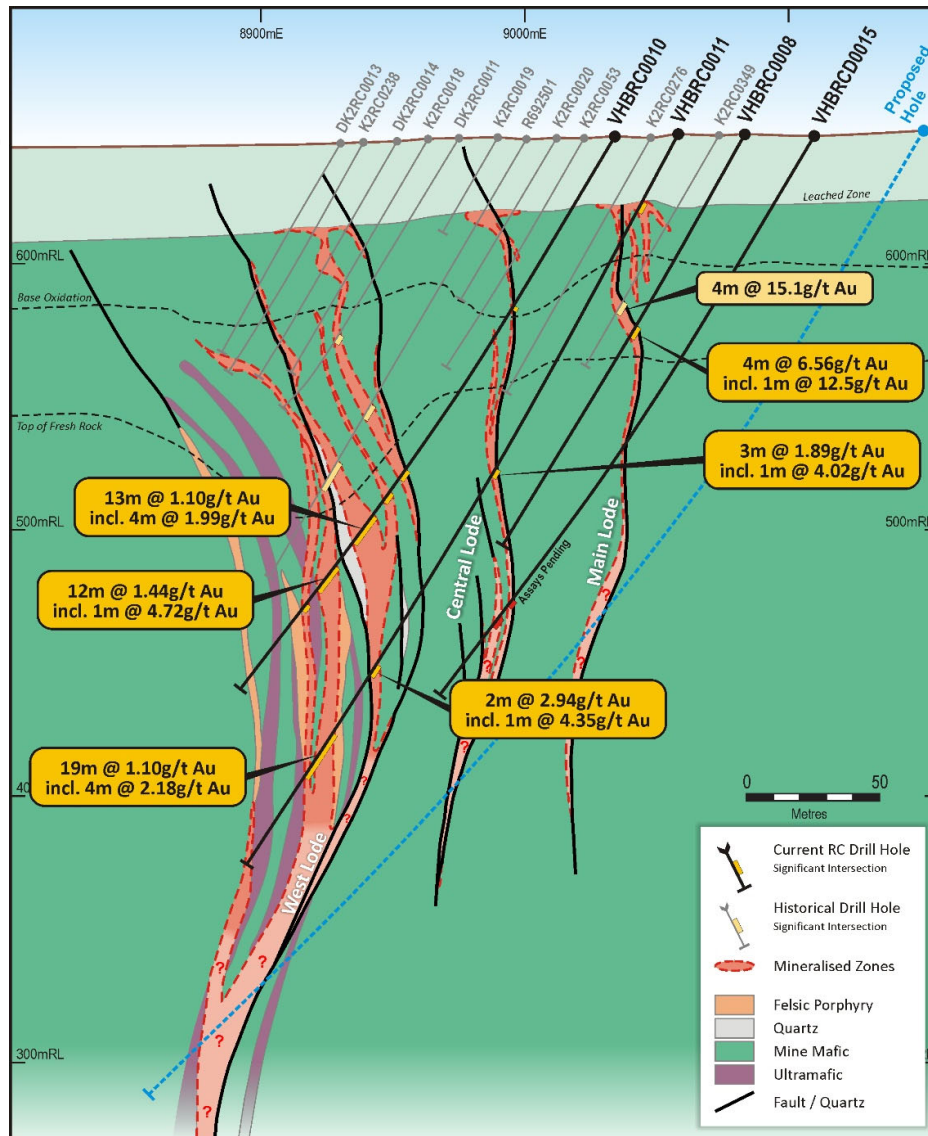 8900mE
9000mE
DK2RC0013
K2RC0238
DK2RC0014
K2RC0018
DK2RC0011
K2RC0019
R692501
K2RC0020
K2RC0053
VHBRC0010
K2RC0276
VHBRC0011
K2RC0349
VHBRC0008
VHBRCD0015
Proposed
Hole
Leached Zone
600mRL
600mRL
Base Oxidation
4m @ 15.1g/t Au
4m @ 6.56g/t Au
incl. 1m @ 12.5g/t Au
Top of Fresh Rock
3m @ 1.89g/t Au
incl. 1m @ 4.02g/t Au
13m @ 1.10g/t Au
incl. 4m @ 1.99g/t Au
500mRL
500mRL
Central Lode
Main Lode
Assays Pending
12m @ 1.44g/t Au
incl. 1m @ 4.72g/t Au
?
?
2m @ 2.94g/t Au
incl. 1m @ 4.35g/t Au
?
?
19m @ 1.10g/t Au
incl. 4m @ 2.18g/t Au
40
?
?
West Lode
0
50
Metres
Current RC Drill Hole
Significant Intersection
Historical Drill Hole
Significant Intersection
Mineralised Zones
Felsic Porphyry
Quartz
Mine Mafic
Ultramafic
Fault / Quartz
?
?
?
300mRL
?